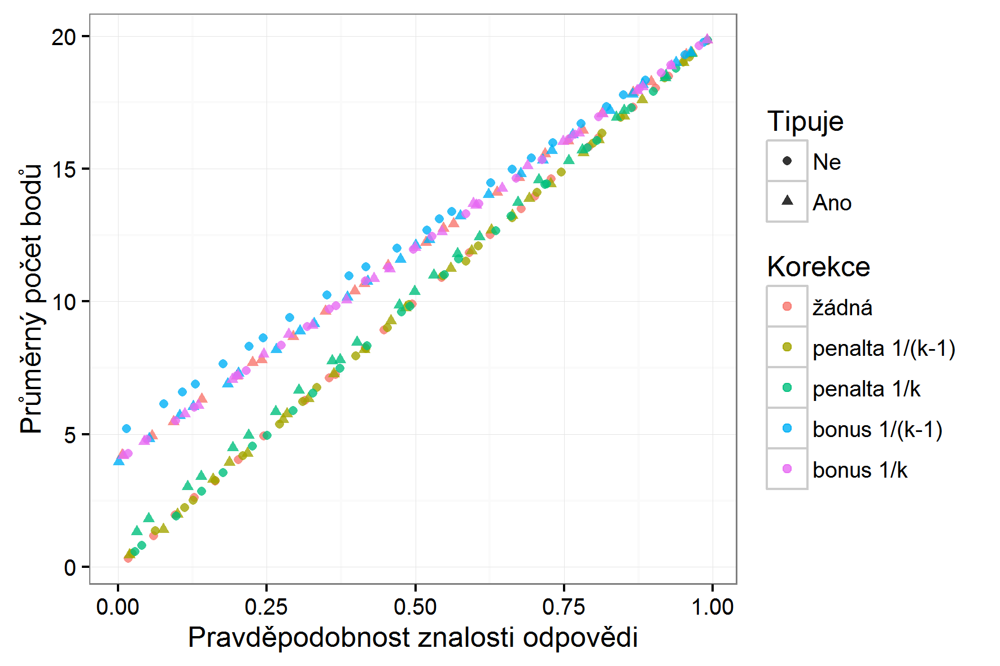 20
15
10
5
0
Průměrný počet bodů
0.00 0.25 0.50 0.75 1.00
Pravděpodobnost znalosti odpovědi
Tipuje
Ne
Ano
Korekce
žádná
penalta 1/(k-1)
penalta 1/k
bonus 1/(k-1)
bonus 1/k